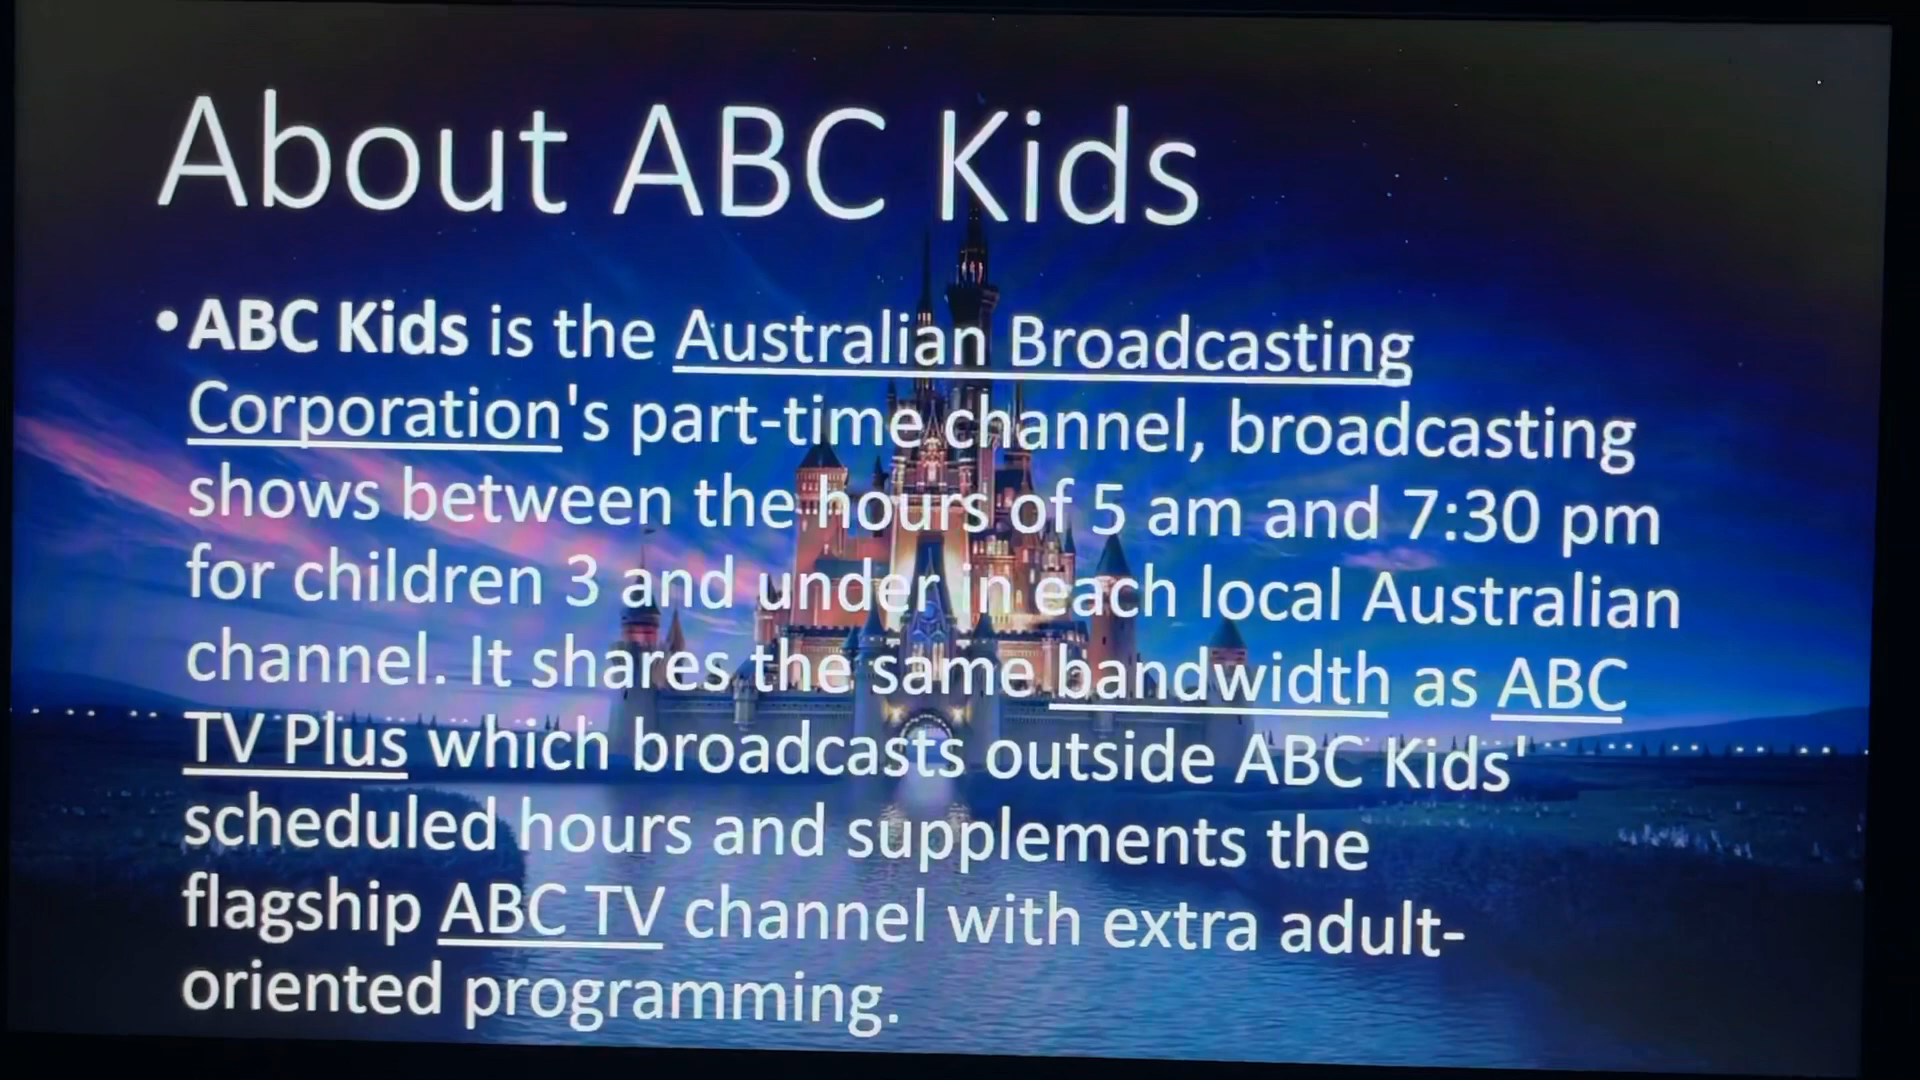 About ABC Kids
•ABC Kids is the Australian Broadcasting
Corporation's part-time channel, broadcasting
shows between the hours of 5 am and 7:30 pm
for children 3 and under in each local Australian
channel. It shares the same bandwidth as ABC
TV Plus which broadcasts outside ABC Kids'
scheduled hours and supplements the
flagship ABC TV channel with extra adult-
oriented programming.